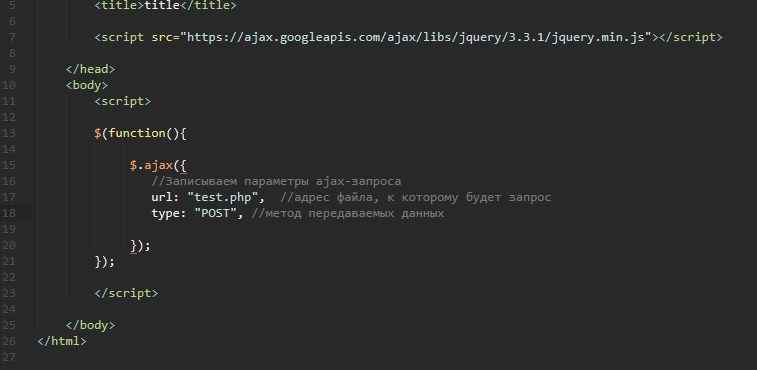 5 <title>title</title>
6
7 <script src="https://ajax.googleapis.com/ajax/libs/jquery/3.3.1/jquery.min.js"></script>
8
9 </head>
10 <body>
11 <script>
12
13 $(function(){
14
15 $.ajax({
16 //Записываем параметры ajax-запроса
17 url: "test.php", //адрес файла, к которому будет запрос
18 type: "POST", //метод передаваемых данных
19
20 });
21 });
22
23 </script>
24
25 </body>
26 </html>
27